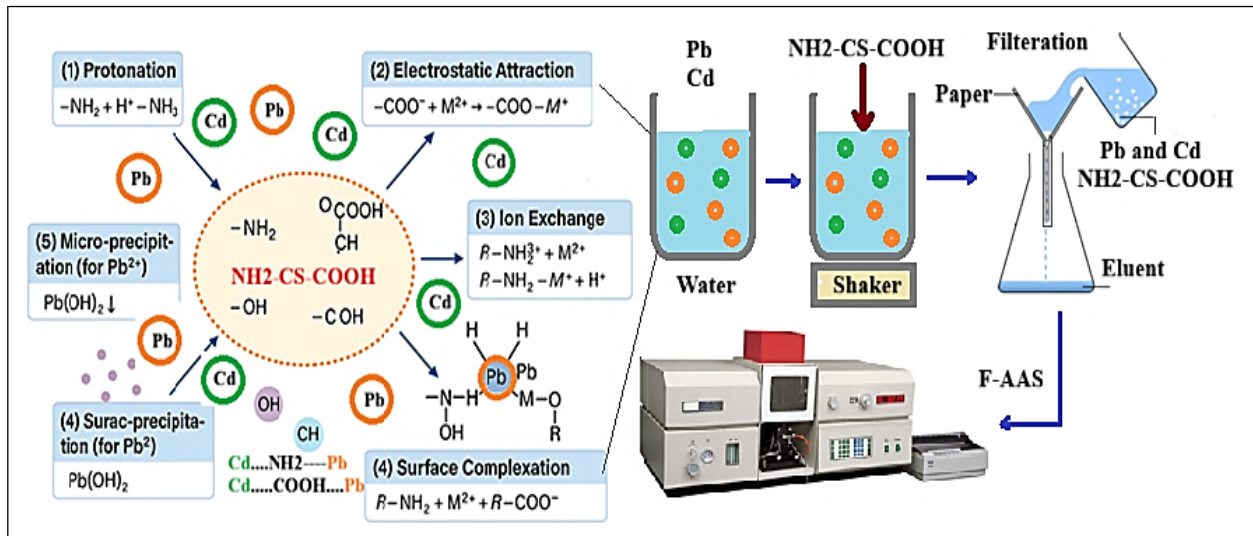 (1) Protonation
–NH₂ + H⁺ –NH₃
Cd
Pb
Cd
Pb
(2) Electrostatic Attraction
–COO⁻ + M²⁺ → –COO –M⁺
Cd
(3) Ion Exchange
R–NH₂³⁺ + M²⁺
R–NH₂ –M⁺ + H⁺
(5) Micro-precipit-
ation (for Pb²⁺)
Pb(OH)₂ ↓
–NH₂
OCOOH
CH
NH2-CS-COOH
–OH
–COH
Cd
Pb
Cd
Pb
(4) Surac-precipita-
tion (for Pb²)
Pb(OH)₂
OH
CH
Cd....NH2----Pb
Cd.....COOH....Pb
H
H
Pb
Pb
–N
H
M–O
OH
R
(4) Surface Complexation
R–NH₂ + M²⁺ + R–COO⁻
Pb
Cd
Water
NH2-CS-COOH
Shaker
Filteration
Paper
Pb and Cd
NH2-CS-COOH
Eluent
F-AAS